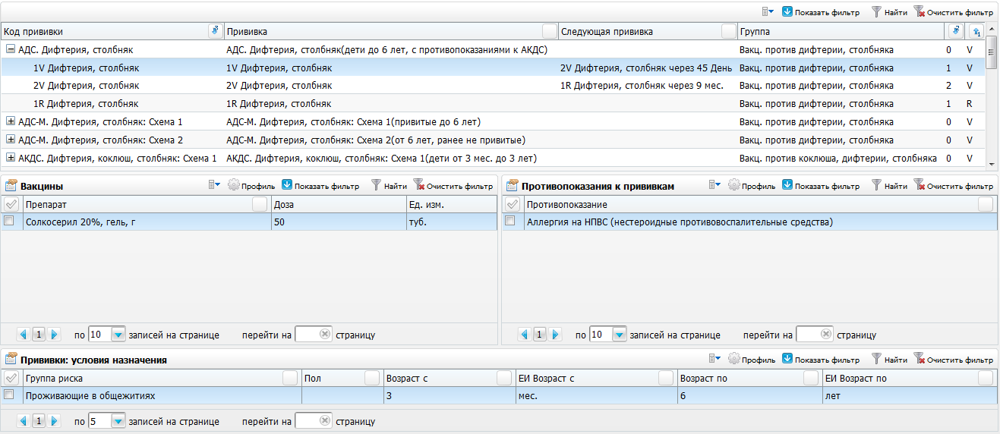 Показать фильтр Найти Очистить фильтр
Код прививки Прививка Следующая прививка Группа
АДС. Дифтерия, столбняк АДС. Дифтерия, столбняк(дети до 6 лет, с противопоказаниями к АКДС) Вакц. против дифтерии, столбняка 0 V
1V Дифтерия, столбняк 1V Дифтерия, столбняк 2V Дифтерия, столбняк через 45 День Вакц. против дифтерии, столбняка 1 V
2V Дифтерия, столбняк 2V Дифтерия, столбняк 1R Дифтерия, столбняк через 9 мес. Вакц. против дифтерии, столбняка 2 V
1R Дифтерия, столбняк 1R Дифтерия, столбняк Вакц. против дифтерии, столбняка 1 R
АДС-М. Дифтерия, столбняк: Схема 1 АДС-М. Дифтерия, столбняк: Схема 1(привитые до 6 лет) Вакц. против дифтерии, столбняка 0 V
АДС-М. Дифтерия, столбняк: Схема 2 АДС-М. Дифтерия, столбняк: Схема 2(от 6 лет, ранее не привитые) Вакц. против дифтерии, столбняка 0 V
АКДС. Дифтерия, коклюш, столбняк: Схема 1 АКДС. Дифтерия, коклюш, столбняк: Схема 1(дети от 3 мес. до 3 лет) Вакц. против коклюша, дифтерии, столбняка 0 V
Вакцины Профиль Показать фильтр Найти Очистить фильтр
Препарат Доза Ед. изм.
Солкосерил 20%, гель, г 50 туб.
1 по 10 записей на странице перейти на страницу
Противопоказания к прививкам Профиль Показать фильтр Найти Очистить фильтр
Противопоказание
Аллергия на НПВС (нестероидные противовоспалительные средства)
1 по 10 записей на странице перейти на страницу
Прививки: условия назначения Профиль Показать фильтр Найти Очистить фильтр
Группа риска Пол Возраст с ЕИ Возраст с Возраст по ЕИ Возраст по
Проживающие в общежитиях 3 мес. 6 лет
1 по 5 записей на странице перейти на страницу